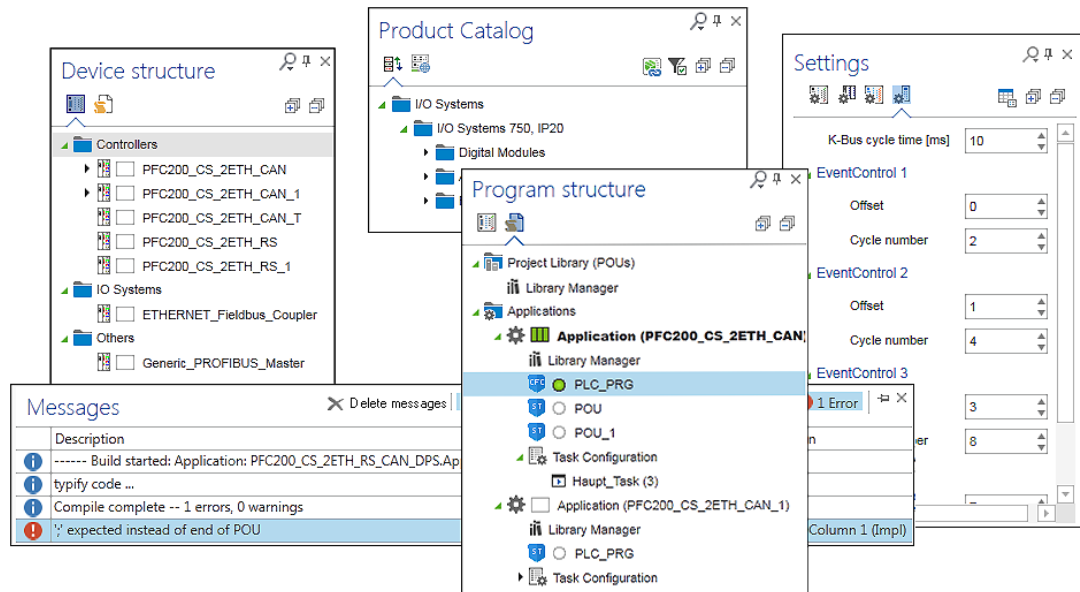 Product Catalog
I/O Systems
I/O Systems 750, IP20
Digital Modules
Device structure
Controllers
PFC200_CS_2ETH_CAN
PFC200_CS_2ETH_CAN_1
PFC200_CS_2ETH_CAN_T
PFC200_CS_2ETH_RS
PFC200_CS_2ETH_RS_1
IO Systems
ETHERNET_Fieldbus_Coupler
Others
Generic_PROFIBUS_Master
Settings
K-Bus cycle time [ms] 10
EventControl 1
Offset 0
Cycle number 2
EventControl 2
Offset 1
Cycle number 4
EventControl 3
3
8
Program structure
Project Library (POUs)
Library Manager
Applications
Application (PFC200_CS_2ETH_CAN)
Library Manager
CFC PLC_PRG
ST POU
ST POU_1
Task Configuration
Haupt_Task (3)
Application (PFC200_CS_2ETH_CAN_1)
Library Manager
ST PLC_PRG
Task Configuration
Messages
Delete messages
1 Error
Description
------ Build started: Application: PFC200_CS_2ETH_RS_CAN_DPS.Ap
typify code ...
Compile complete -- 1 errors, 0 warnings
';' expected instead of end of POU
Column 1 (Impl)